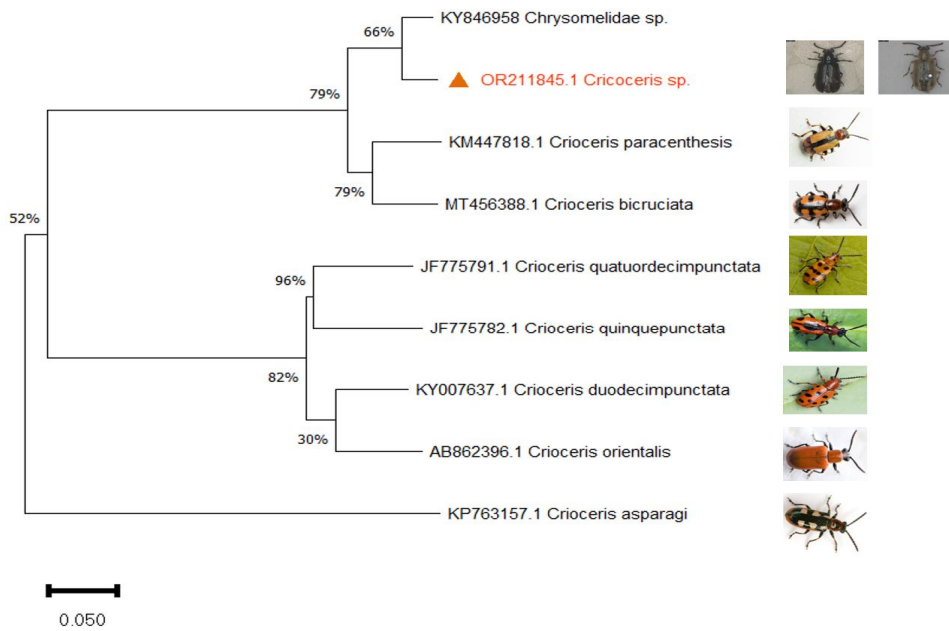 KY846958 Chrysomelidae sp.
66%
OR211845.1 Cricoceris sp.
79%
KM447818.1 Crioceris paracenthesis
79%
MT456388.1 Crioceris bicruciata
52%
JF775791.1 Crioceris quatuordecimpunctata
96%
JF775782.1 Crioceris quinquepunctata
82%
KY007637.1 Crioceris duodecimpunctata
30%
AB862396.1 Crioceris orientalis
KP763157.1 Crioceris asparagi
0.050